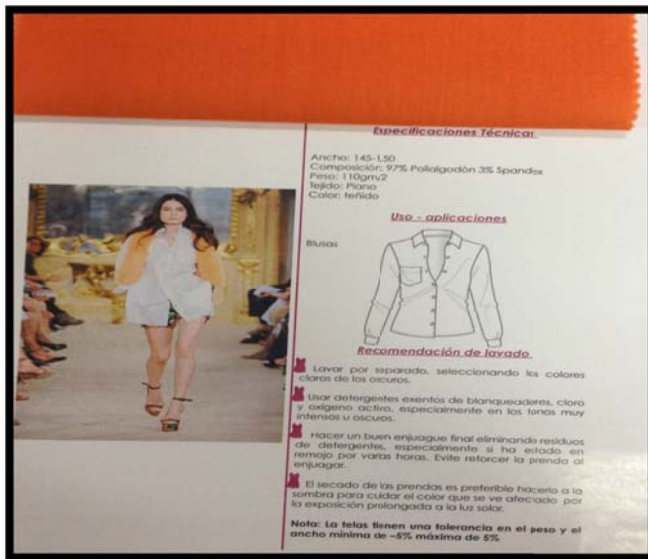 Especificaciones Técnicas
Ancho: 145-1,50
Composición: 97% Polialgodón 3% Spandex
Peso: 110gm/2
Tejido: Plano
Color: teñido
Uso - aplicaciones
Blusas
Recomendación de lavado
Lavar por separado, seleccionando los colores
claros de los oscuros.
Usar detergentes exentos de blanqueadores, cloro
y oxigeno activo, especialmente en los tonos muy
intensos u oscuros.
Hacer un buen enjuague final eliminando residuos
de detergentes, especialmente si ha estado en
remojo por varias horas. Evite retorcer la prenda al
enjuagar.
El secado de las prendas es preferible hacerlo a la
sombra para cuidar el color que se ve afectado por
la exposición prolongada a la luz solar.
Nota: La telas tienen una tolerancia en el peso y el
ancho mínima de –5% máxima de 5%